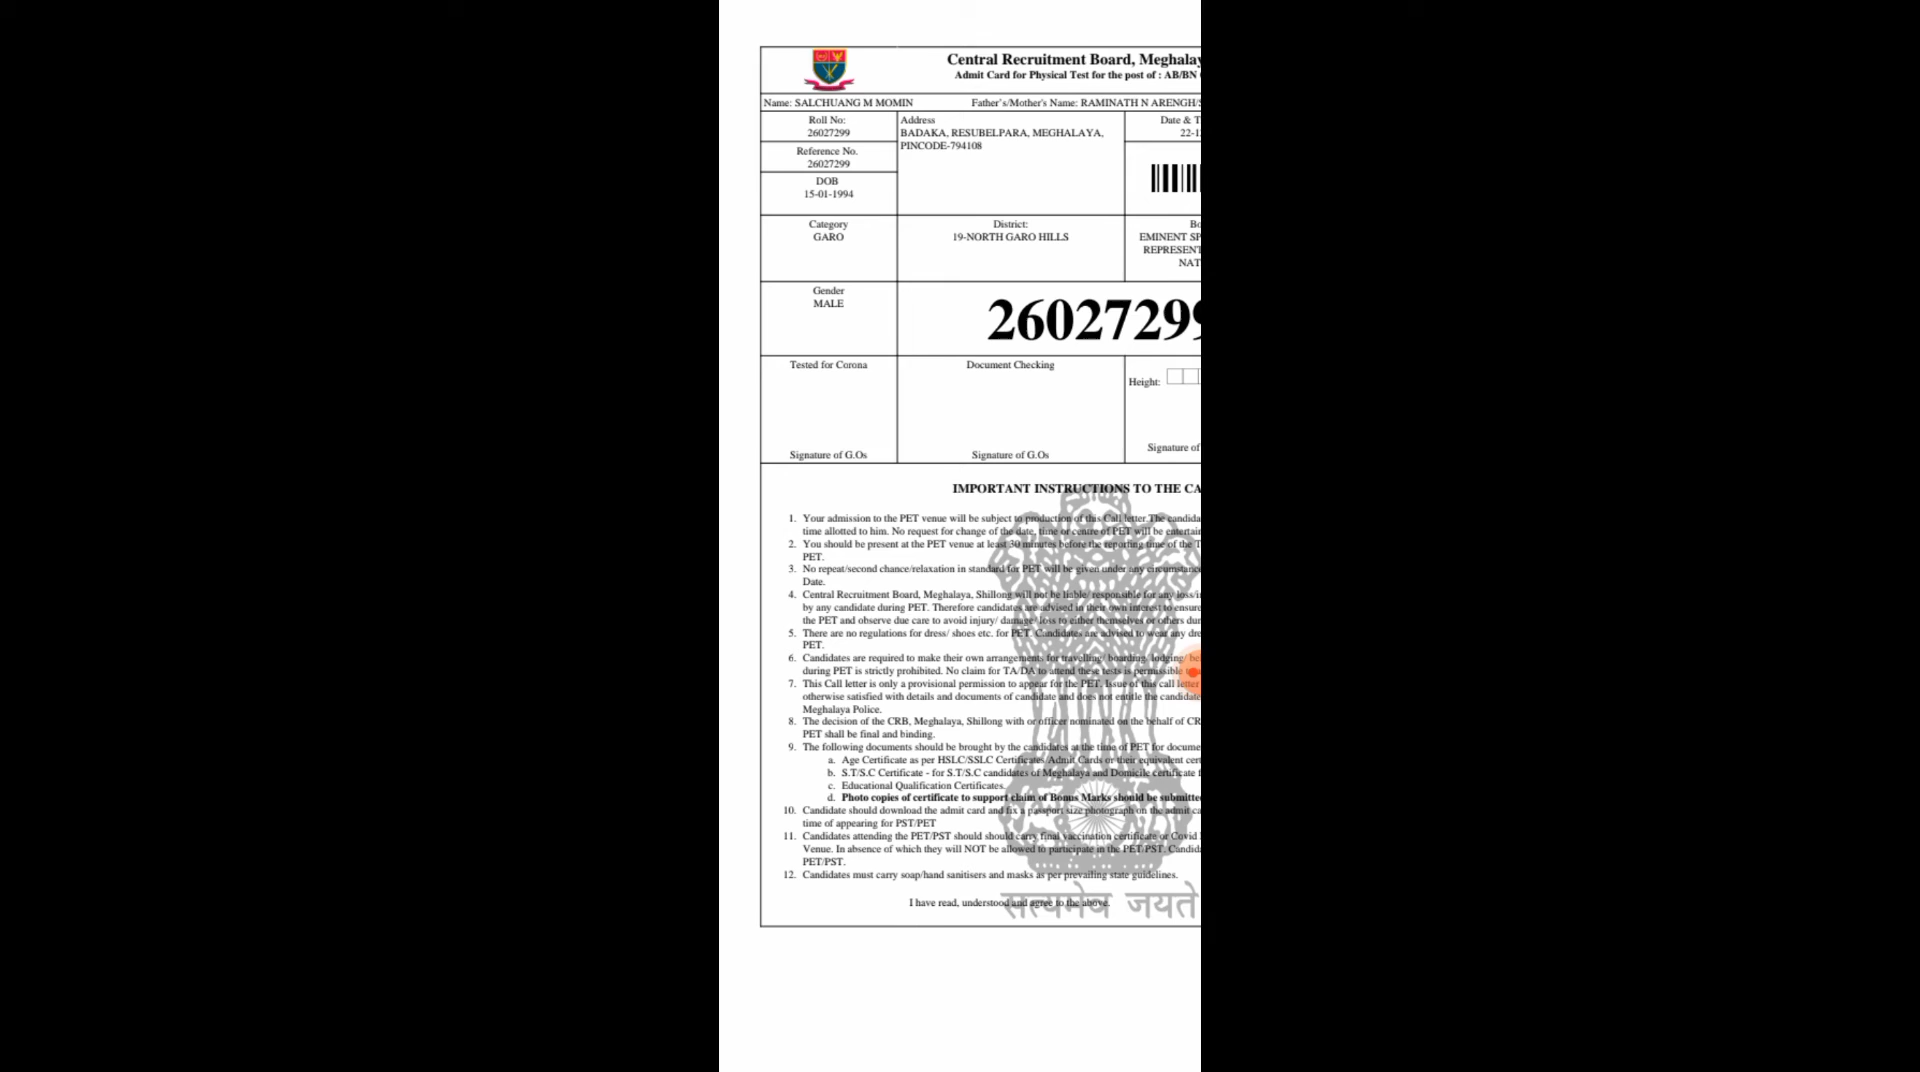 Central Recruitment Board, Meghalay
Admit Card for Physical Test for the post of : AB/BN
Name: SALCHUANG M MOMIN Father's/Mother's Name: RAMINATH N ARENGH/
Roll No:
26027299
Reference No.
26027299
DOB
15-01-1994
Address
BADAKA, RESUBELPARA, MEGHALAYA,
PINCODE-794108
Date & T
22-1
Category
GARO
District:
19-NORTH GARO HILLS
Bo
EMINENT SP
REPRESENT
NAT
Gender
MALE
26027299
Tested for Corona
Signature of G.Os
Document Checking
Signature of G.Os
Height:
Signature of
IMPORTANT INSTRUCTIONS TO THE CA
1. Your admission to the PET venue will be subject to production of this Call letter.The candida
time allotted to him. No request for change of the date, time or centre of PET will be entertai
2. You should be present at the PET venue at least 30 minutes before the reporting time of the T
PET.
3. No repeat/second chance/relaxation in standard for PET will be given under any circumstanc
Date.
4. Central Recruitment Board, Meghalaya, Shillong will not be liable/ responsible for any loss/i
by any candidate during PET. Therefore candidates are advised in their own interest to ensure
the PET and observe due care to avoid injury/ damage/ loss to either themselves or others dur
5. There are no regulations for dress/ shoes etc. for PET. Candidates are advised to wear any dre
PET.
6. Candidates are required to make their own arrangements for travelling/ boarding, lodging/ be
during PET is strictly prohibited. No claim for TA/DA to attend these tests is permissible
7. This Call letter is only a provisional permission to appear for the PET. Issue of this call letter
otherwise satisfied with details and documents of candidate and does not entitle the candidate
Meghalaya Police.
8. The decision of the CRB, Meghalaya, Shillong with or officer nominated on the behalf of CR
PET shall be final and binding.
9. The following documents should be brought by the candidates at the time of PET for docume
a. Age Certificate as per HSLC/SSLC Certificates/Admit Cards or their equivalent cert
b. S.T/S.C Certificate - for S.T/S.C candidates of Meghalaya and Domicile certificate f
c. Educational Qualification Certificates.
d. Photo copies of certificate to support claim of Bonus Marks should be submitte
10. Candidate should download the admit card and fix a passport size photograph on the admit ca
time of appearing for PST/PET
11. Candidates attending the PET/PST should should carry final vaccination certificate or Covid
Venue. In absence of which they will NOT be allowed to participate in the PET/PST. Candid
PET/PST.
12. Candidates must carry soap/hand sanitisers and masks as per prevailing state guidelines.
I have read, understood and agree to the above.
सत्यमेव जयते